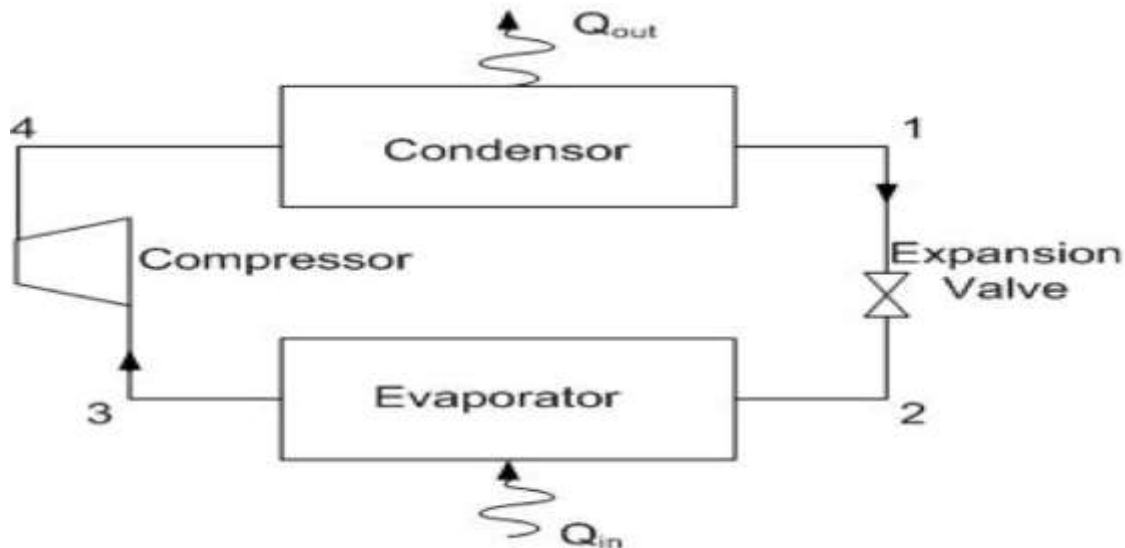 Qout
4
1
Condensor
Compressor
Expansion
Valve
Evaporator
3
2
Qin